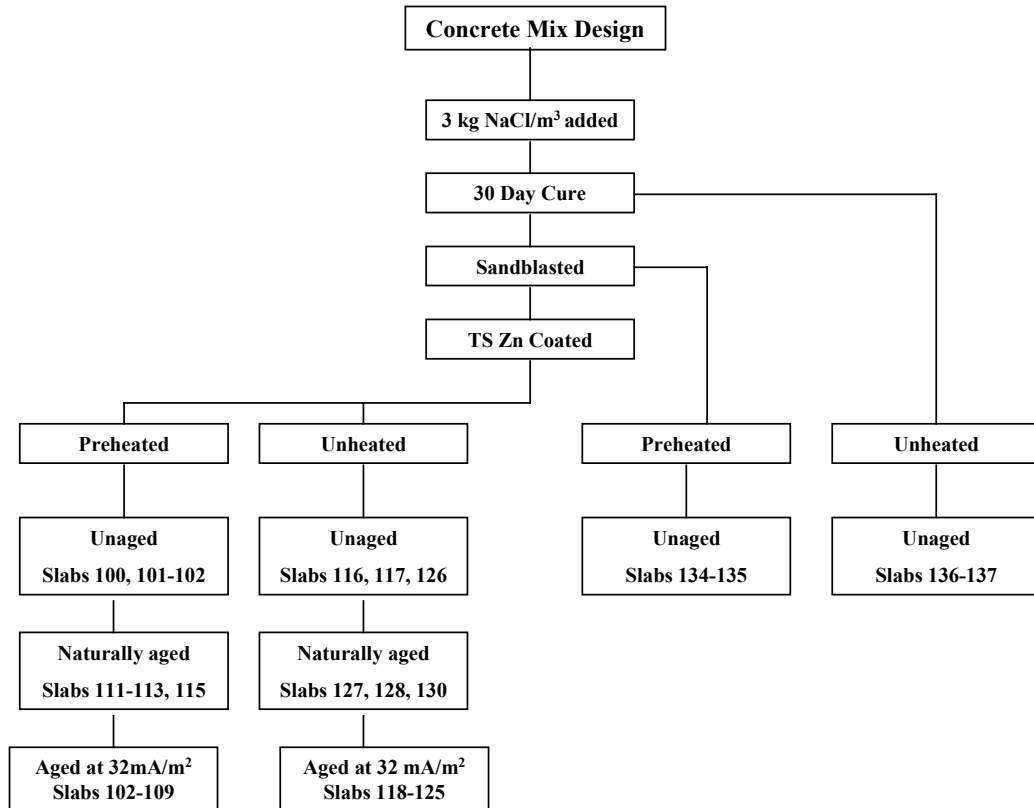 Concrete Mix Design
3 kg NaCl/m³ added
30 Day Cure
Sandblasted
TS Zn Coated
Preheated
Unheated
Preheated
Unheated
Unaged
Slabs 100, 101-102
Unaged
Slabs 116, 117, 126
Unaged
Slabs 134-135
Unaged
Slabs 136-137
Naturally aged
Slabs 111-113, 115
Naturally aged
Slabs 127, 128, 130
Aged at 32mA/m²
Slabs 102-109
Aged at 32 mA/m²
Slabs 118-125